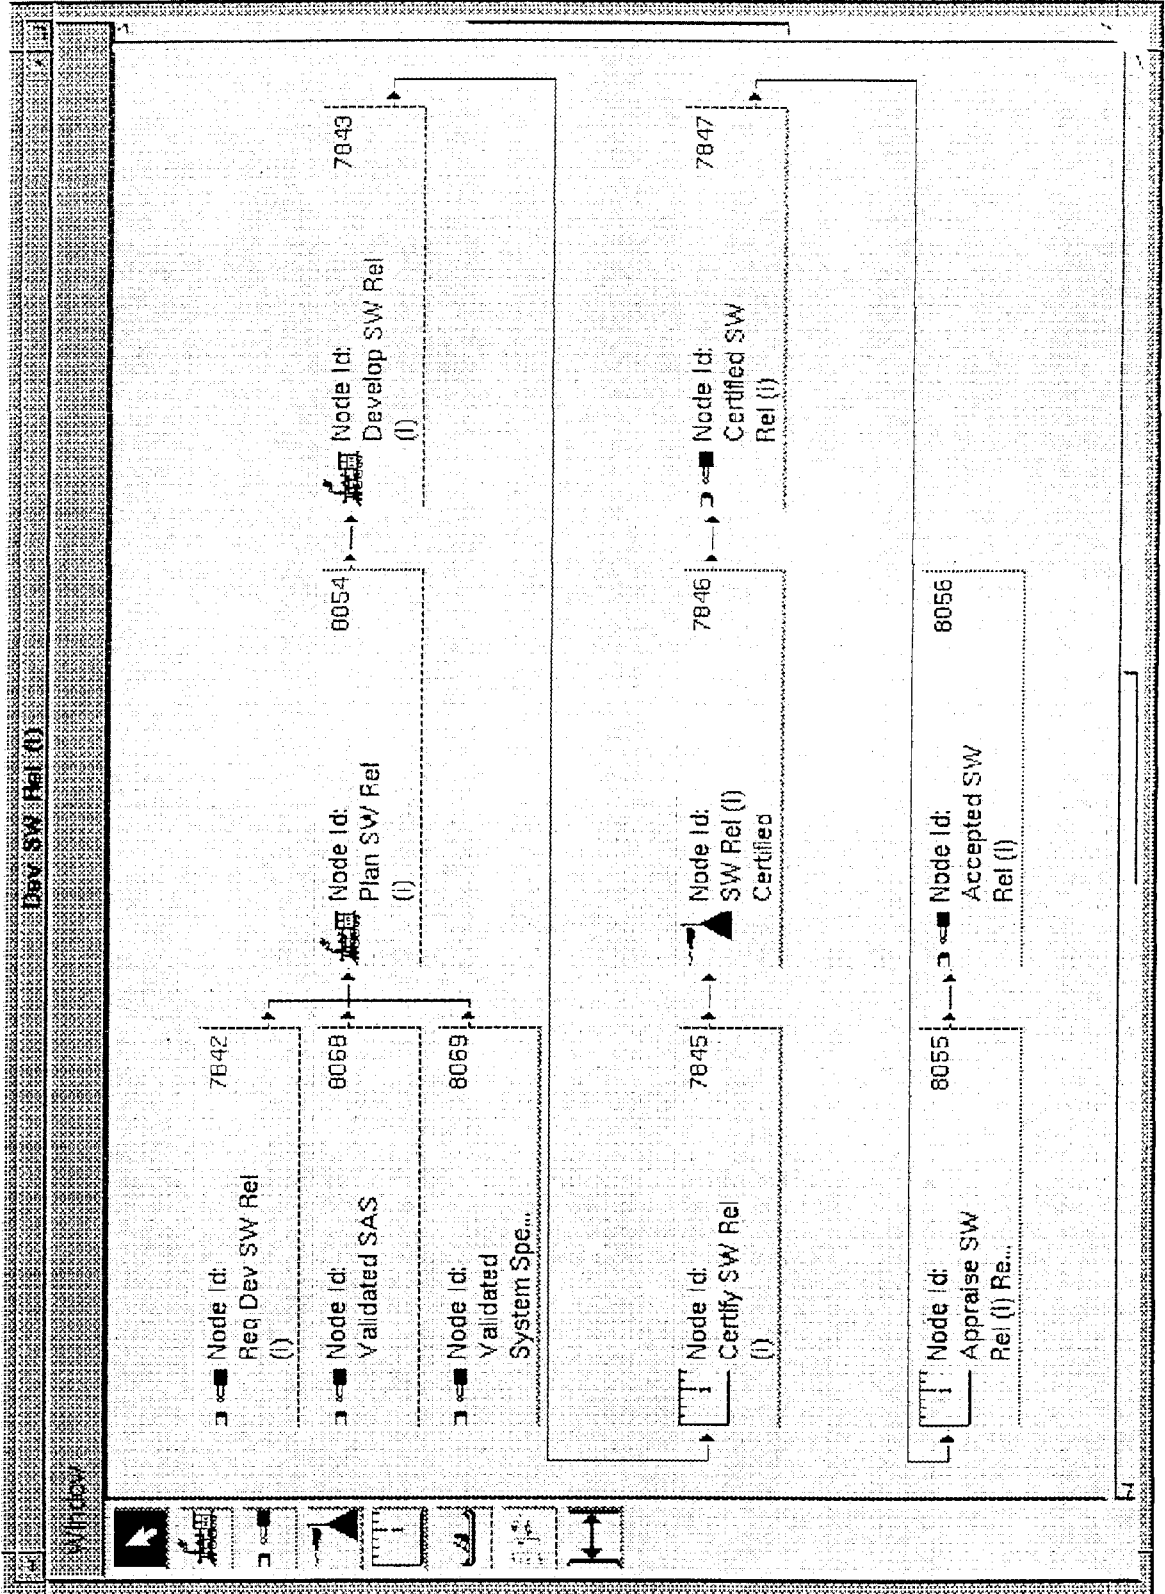 Dev SW Rel (I)
Window
Node Id: 7842
Req Dev SW Rel
(I)
Node Id: 8068
Validated SAS
Node Id: 8069
Validated
System Spe...
Node Id: 8054
Plan SW Rel
(I)
Node Id: 7843
Develop SW Rel
(I)
Node Id: 7845
Certify SW Rel
(I)
Node Id: 7846
SW Rel (I)
Certified
Node Id: 7847
Certified SW
Rel (I)
Node Id: 8055
Appraise SW
Rel (I) Re...
Node Id: 8056
Accepted SW
Rel (I)